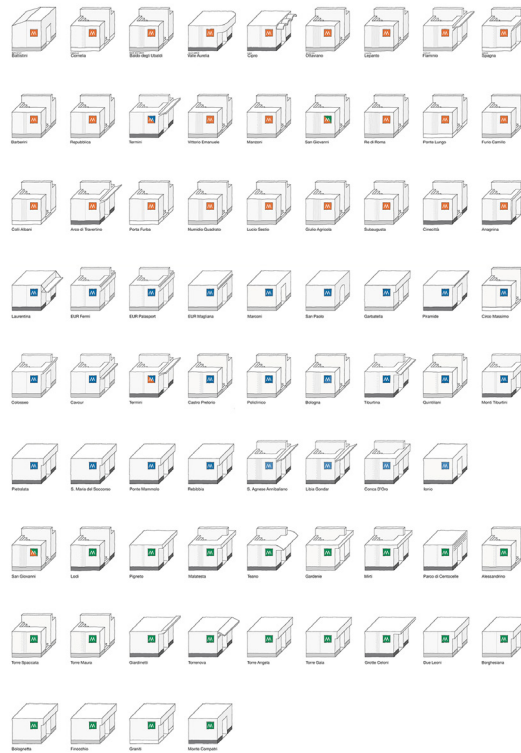 Battistini Cornelia Baldo degli Ubaldi Valle Aurelia Cipro Ottaviano Lepanto Flaminio Spagna
Barberini Repubblica Termini Vittorio Emanuele Manzoni San Giovanni Re di Roma Ponte Lungo Furio Camillo
Colli Albani Arco di Travertino Porta Furba Numidio Quadrato Lucio Sestio Giulio Agricola Subaugusta Cinecittà Anagnina
Laurentina EUR Fermi EUR Palasport EUR Magliana Marconi San Paolo Garbatella Piramide Circo Massimo
Colosseo Cavour Termini Castro Pretorio Policlinico Bologna Tiburtina Quintiliani Monti Tiburtini
Pietralata S. Maria del Soccorso Ponte Mammolo Rebibbia S. Agnese Annibaliano Libia Gondar Conca D'Oro Ionio
San Giovanni Lodi Pigneto Malatesta Teano Gardenie Mirti Parco di Centocelle Alessandrino
Torre Spaccata Torre Maura Giardinetti Torrenova Torre Angela Torre Gaia Grotte Celoni Due Leoni Borghesiana
Bolognetta Finocchio Graniti Monte Compatri